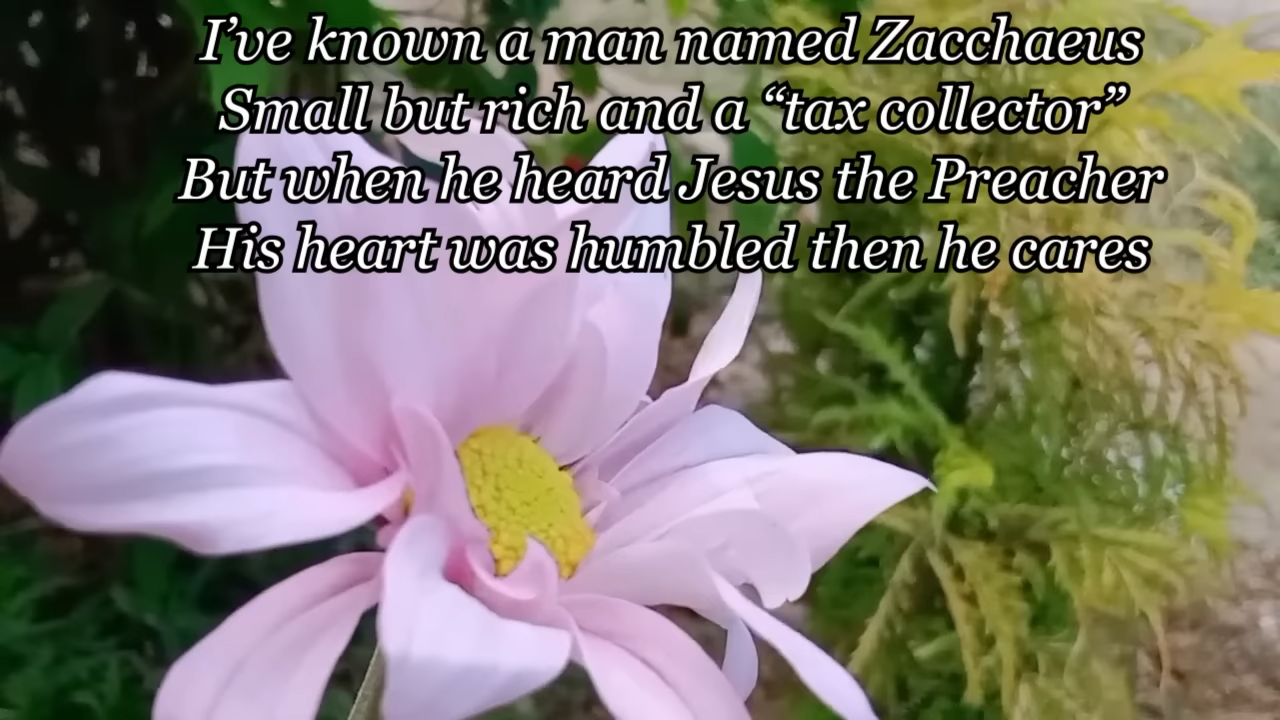 I’ve known a man named Zacchaeus
Small but rich and a “tax collector”
But when he heard Jesus the Preacher
His heart was humbled then he cares